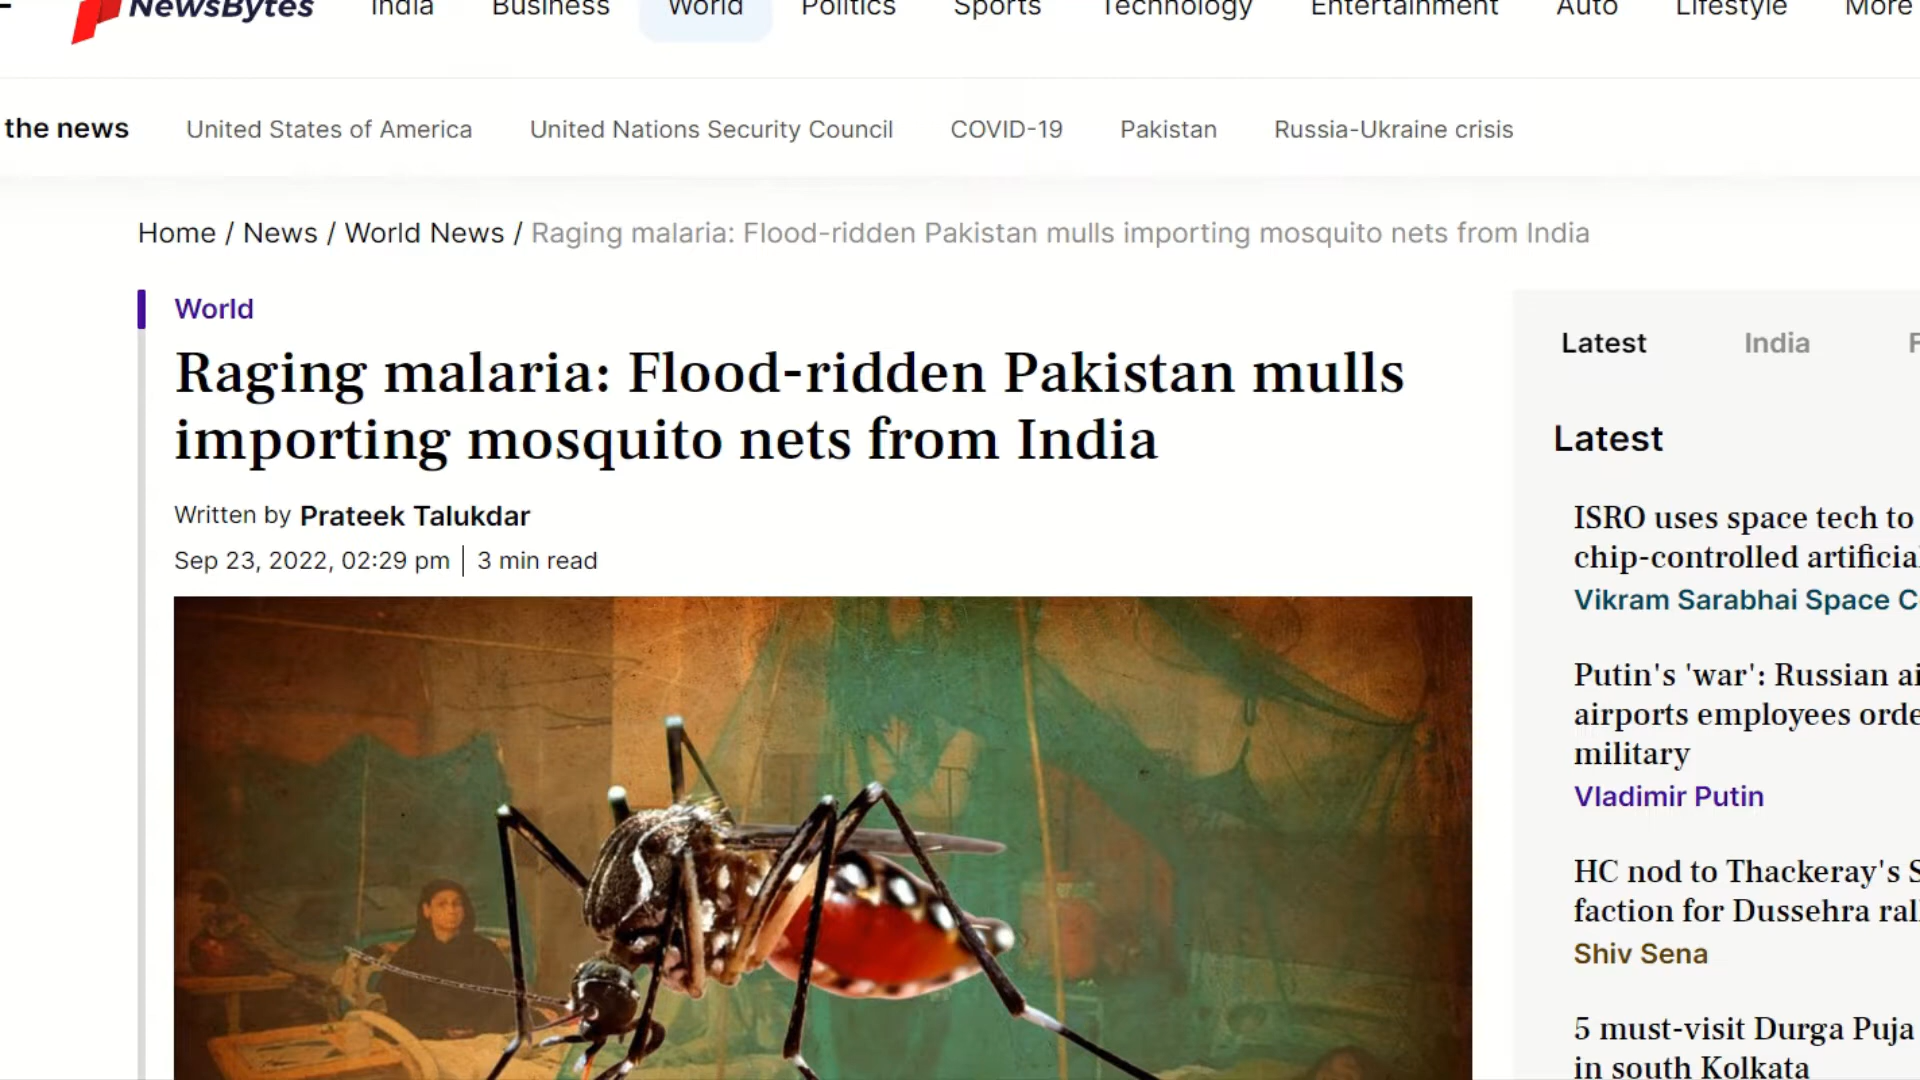 NewsBytes India Business World Politics Sports Technology Entertainment Auto Lifestyle More
the news United States of America United Nations Security Council COVID-19 Pakistan Russia-Ukraine crisis
Home / News / World News / Raging malaria: Flood-ridden Pakistan mulls importing mosquito nets from India
World
Raging malaria: Flood-ridden Pakistan mulls
importing mosquito nets from India
Written by Prateek Talukdar
Sep 23, 2022, 02:29 pm | 3 min read
Latest India
Latest
ISRO uses space tech to
chip-controlled
Vikram Sarabhai Space
Putin's 'war': Russian
airports employees
military
Vladimir Putin
HC nod to Thackeray's
faction for Dussehra
Shiv Sena
5 must-visit Durga Puja
in south Kolkata